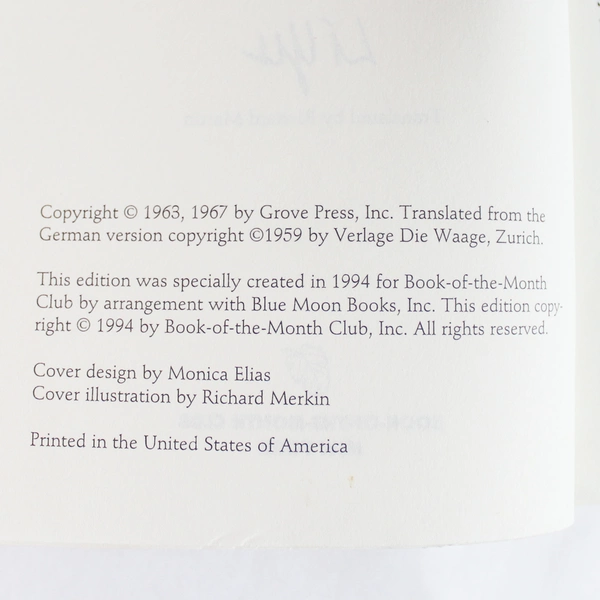 Copyright © 1963, 1967 by Grove Press, Inc. Translated from the
German version copyright ©1959 by Verlage Die Waage, Zurich.
This edition was specially created in 1994 for Book-of-the-Month
Club by arrangement with Blue Moon Books, Inc. This edition copy-
right © 1994 by Book-of-the-Month Club, Inc. All rights reserved.
Cover design by Monica Elias
Cover illustration by Richard Merkin
Printed in the United States of America